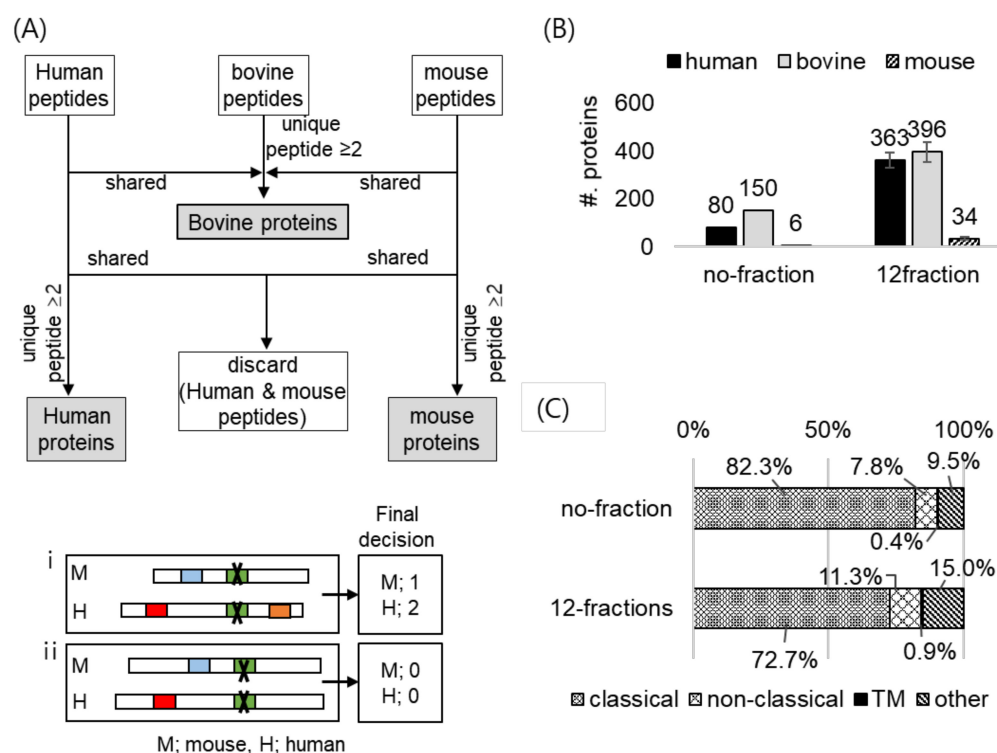 (A)
Human
peptides
bovine
peptides
mouse
peptides
unique
peptide ≥2
shared
shared
Bovine proteins
shared
shared
unique
peptide ≥2
unique
peptide ≥2
discard
(Human & mouse
peptides)
Human
proteins
mouse
proteins
Final
decision
i
M
H
M; 1
H; 2
ii
M
H
M; 0
H; 0
M; mouse, H; human
(B)
human bovine mouse
#. proteins
600
400
200
0
80
150
6
363
396
34
no-fraction
12fraction
(C)
0% 50% 100%
82.3% 7.8% 9.5%
no-fraction
0.4%
11.3% 15.0%
12-fractions
72.7% 0.9%
classical non-classical TM other